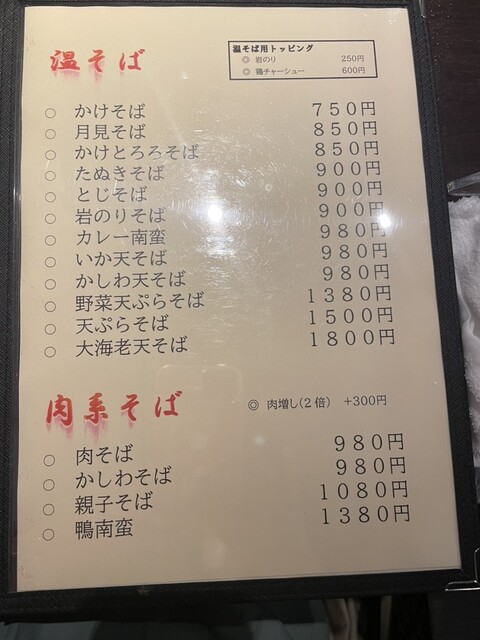 温そば
温そば用トッピング
◎ 岩のり 250円
◎ 鶏チャーシュー 600円
○ かけそば 750円
○ 月見そば 850円
○ かけとろろそば 850円
○ たぬきそば 900円
○ とじそば 900円
○ 岩のりそば 900円
○ カレー南蛮 980円
○ いか天そば 980円
○ かしわ天そば 980円
○ 野菜天ぷらそば 1380円
○ 天ぷらそば 1500円
○ 大海老天そば 1800円
肉系そば
◎ 肉増し(2倍) +300円
○ 肉そば 980円
○ かしわそば 980円
○ 親子そば 1080円
○ 鴨南蛮 1380円